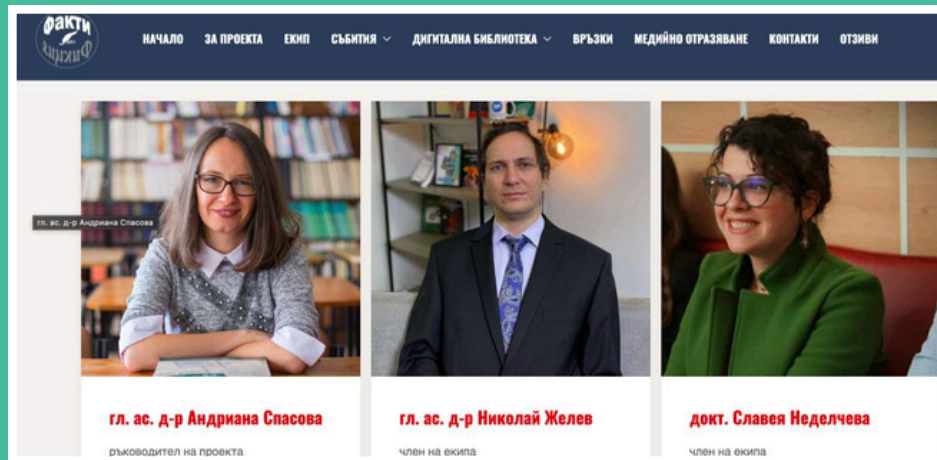 факти
фикции
НАЧАЛО ЗА ПРОЕКТА ЕКИП СЪБИТИЯ ДИГИТАЛНА БИБЛИОТЕКА ВРЪЗКИ МЕДИЙНО ОТРАЗЯВАНЕ КОНТАКТИ ОТЗИВИ
гл. ас. д-р Андриана Спасова
гл. ас. д-р Андриана Спасова
ръководител на проекта
гл. ас. д-р Николай Желев
член на екипа
докт. Славея Неделчева
член на екипа